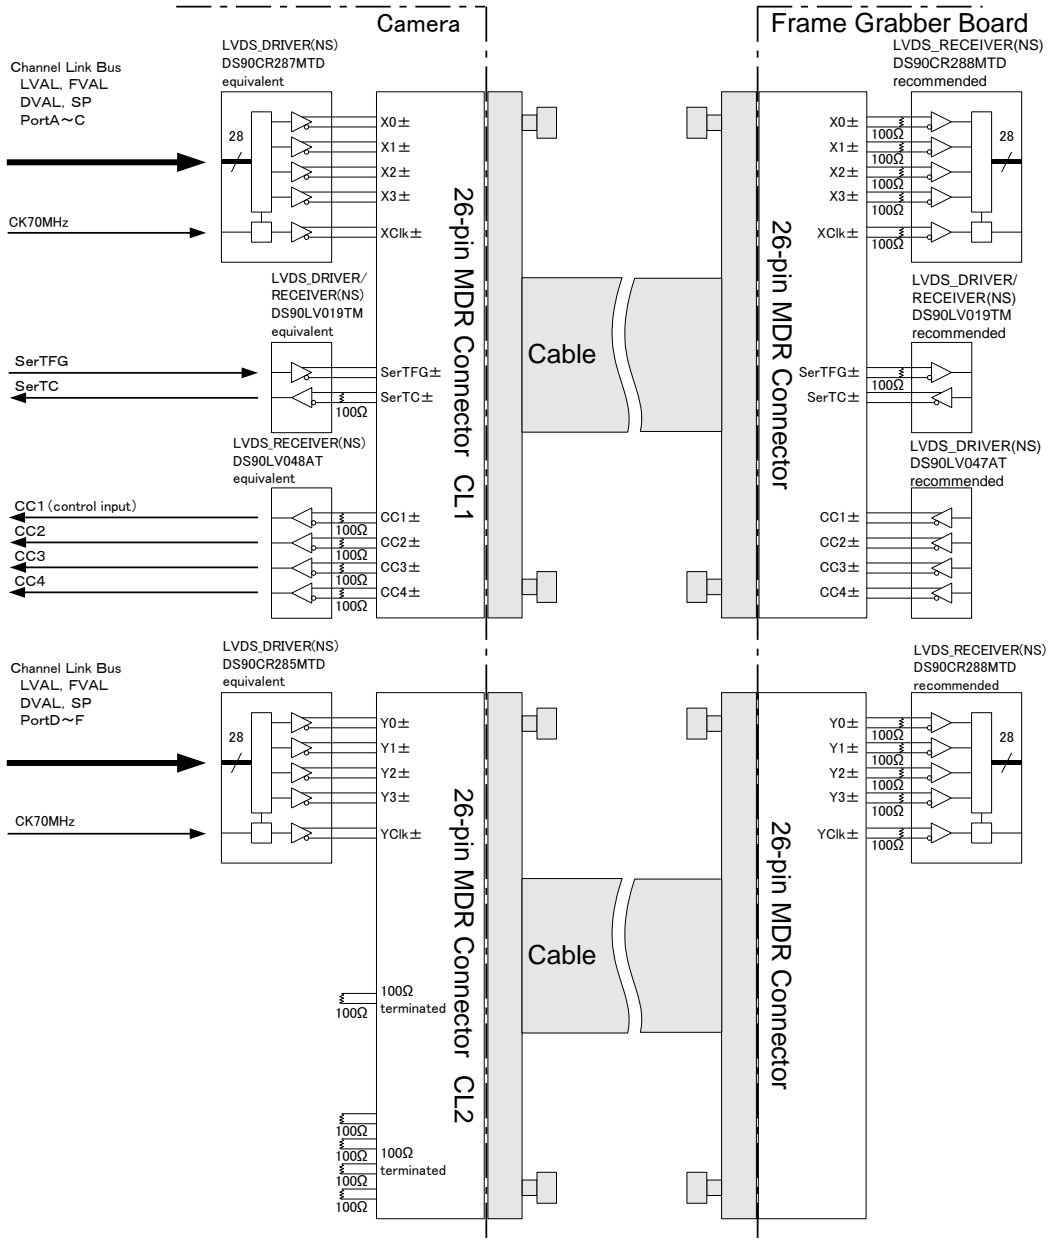 Camera
Frame Grabber Board
LVDS_DRIVER(NS)
DS90CR287MTD
equivalent
Channel Link Bus
LVAL, FVAL
DVAL, SP
PortA~C
28
CK70MHz
X0±
X1±
X2±
X3±
XClk±
LVDS_DRIVER/
RECEIVER(NS)
DS90LV019TM
equivalent
SerTFG
SerTC
SerTFG±
SerTC±
100Ω
LVDS_RECEIVER(NS)
DS90LV048AT
equivalent
CC1 (control input)
CC2
CC3
CC4
100Ω
100Ω
100Ω
100Ω
CC1±
CC2±
CC3±
CC4±
26-pin MDR Connector CL1
Cable
26-pin MDR Connector
LVDS_RECEIVER(NS)
DS90CR288MTD
recommended
X0±
X1±
X2±
X3±
XClk±
100Ω
100Ω
100Ω
100Ω
100Ω
28
LVDS_DRIVER/
RECEIVER(NS)
DS90LV019TM
recommended
SerTFG±
SerTC±
100Ω
LVDS_DRIVER(NS)
DS90LV047AT
recommended
CC1±
CC2±
CC3±
CC4±
LVDS_DRIVER(NS)
DS90CR285MTD
equivalent
Channel Link Bus
LVAL, FVAL
DVAL, SP
PortD~F
28
CK70MHz
Y0±
Y1±
Y2±
Y3±
YClk±
100Ω
terminated
100Ω
100Ω
100Ω
100Ω
100Ω
100Ω
terminated
26-pin MDR Connector CL2
Cable
26-pin MDR Connector
LVDS_RECEIVER(NS)
DS90CR288MTD
recommended
Y0±
Y1±
Y2±
Y3±
YClk±
100Ω
100Ω
100Ω
100Ω
100Ω
28